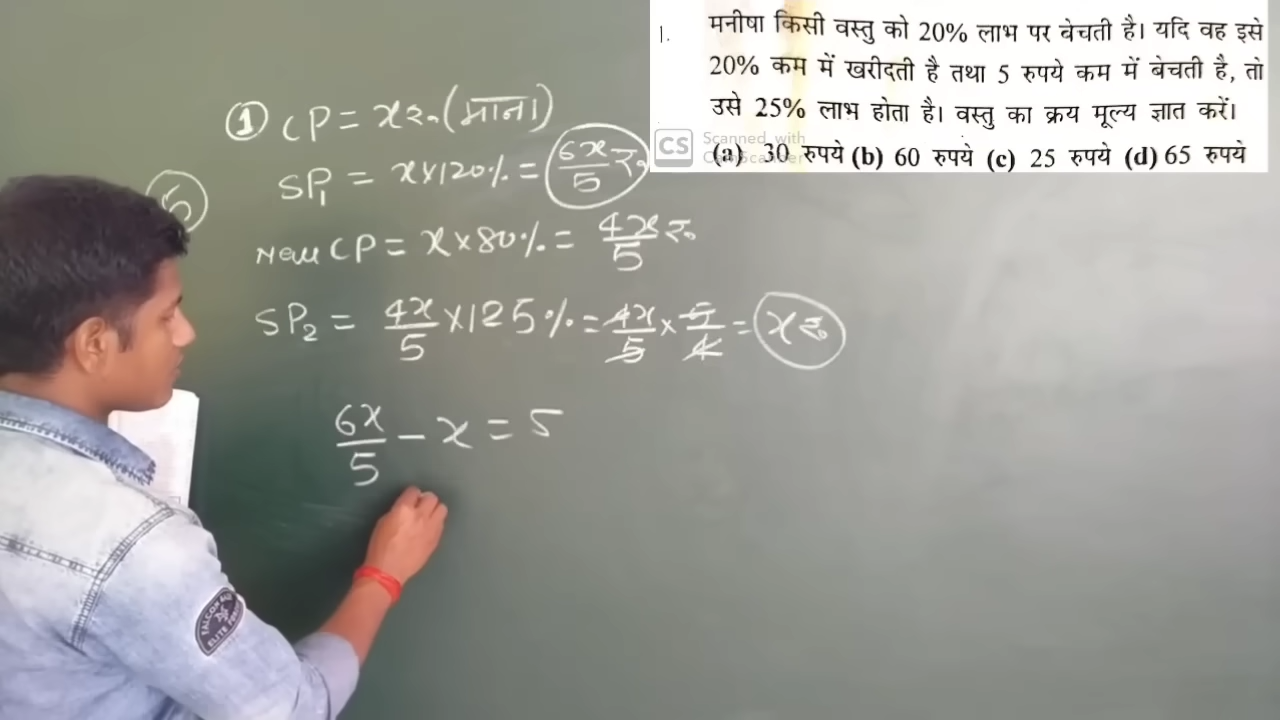 1. मनीषा किसी वस्तु को 20% लाभ पर बेचती है। यदि वह इसे
20% कम में खरीदती है तथा 5 रुपये कम में बेचती है, तो
उसे 25% लाभ होता है। वस्तु का क्रय मूल्य ज्ञात करें।
CS Scanned with
(a) 30 रुपये (b) 60 रुपये (c) 25 रुपये (d) 65 रुपये
① CP = x रु॰ (माना)
SP₁ = x×120% = 6x/5 रु॰
New CP = x×80% = 4x/5 रु॰
SP₂ = 4x/5 ×125% = 4x/5 × 5/4 = x रु॰
6x/5 − x = 5